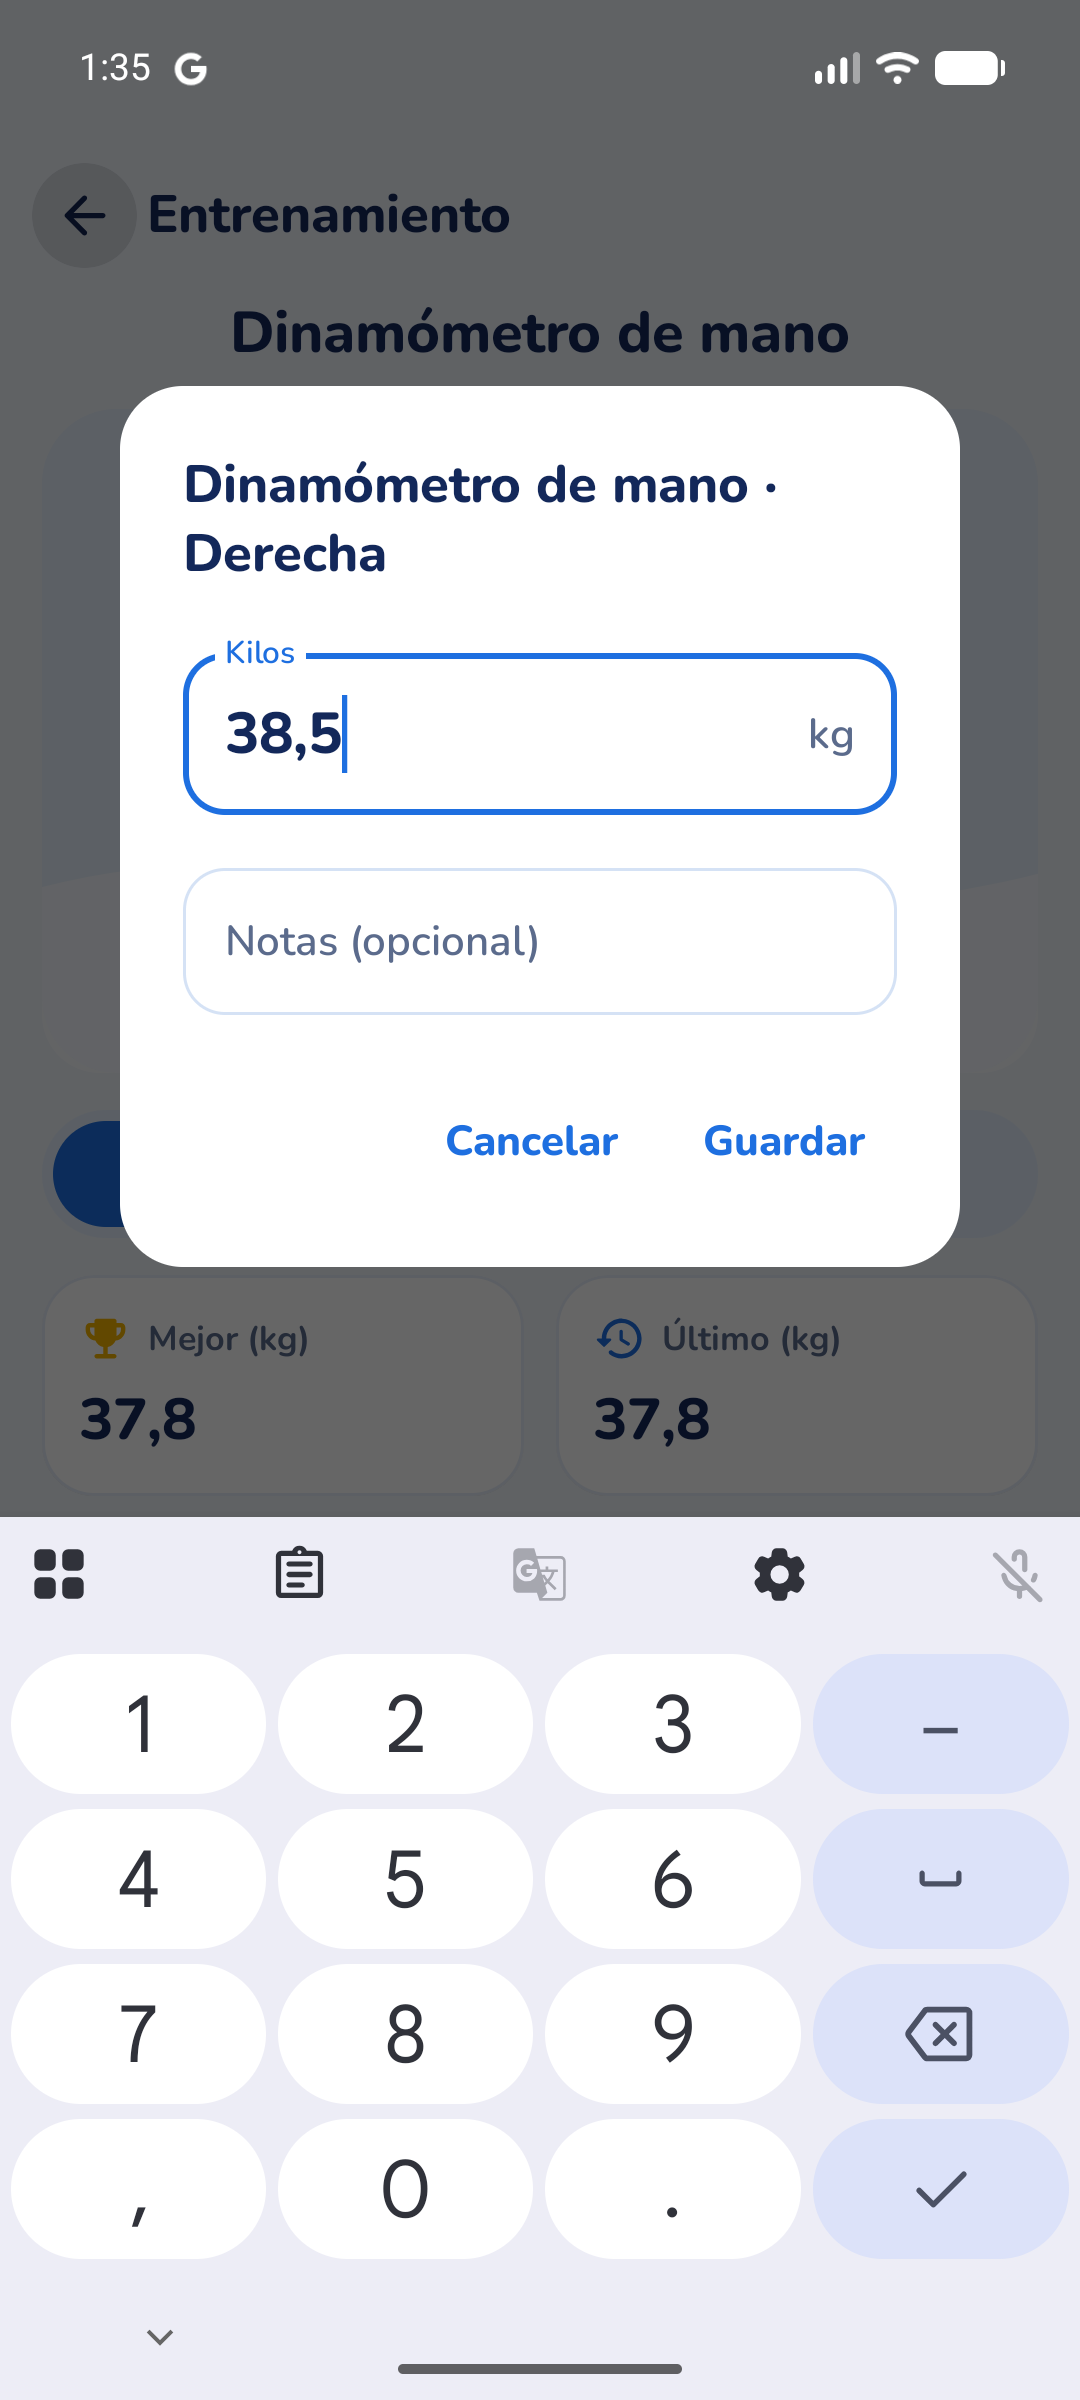 1:35
Entrenamiento
Dinamómetro de mano
Dinamómetro de mano ·
Derecha
Kilos
38,5 kg
Notas (opcional)
Cancelar Guardar
Mejor (kg) Último (kg)
37,8 37,8
1 2 3 –
4 5 6
7 8 9
, 0 .